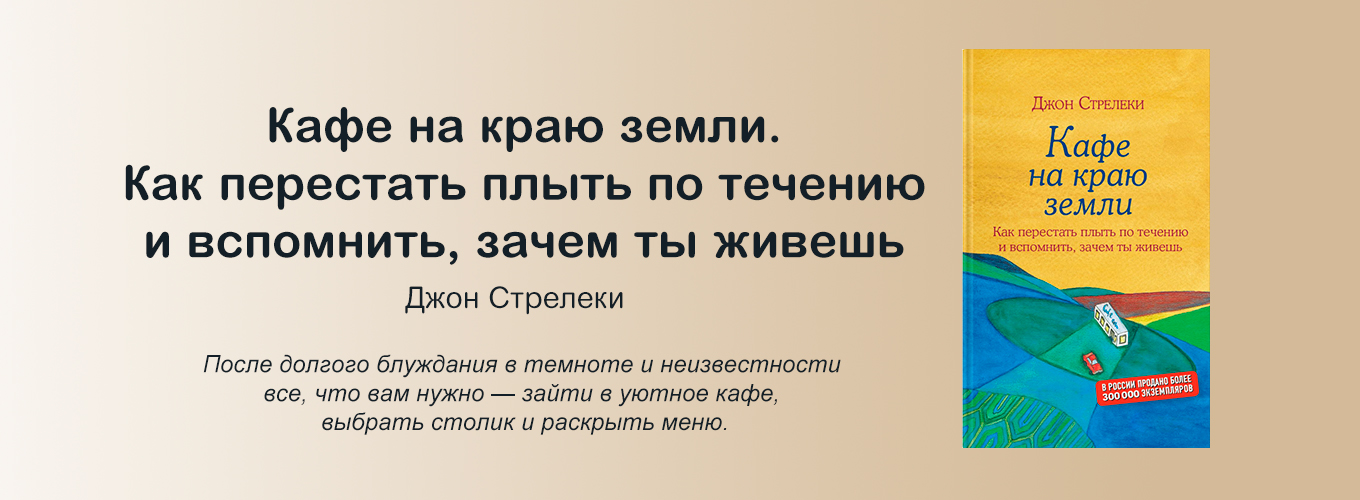 Кафе на краю земли.
Как перестать плыть по течению
и вспомнить, зачем ты живешь
Джон Стрелеки
После долгого блуждания в темноте и неизвестности
все, что вам нужно — зайти в уютное кафе,
выбрать столик и раскрыть меню.
Джон Стрелеки
Кафе
на краю
земли
Как перестать плыть по течению
и вспомнить, зачем ты живешь
В РОССИИ ПРОДАНО БОЛЕЕ
300 000 ЭКЗЕМПЛЯРОВ